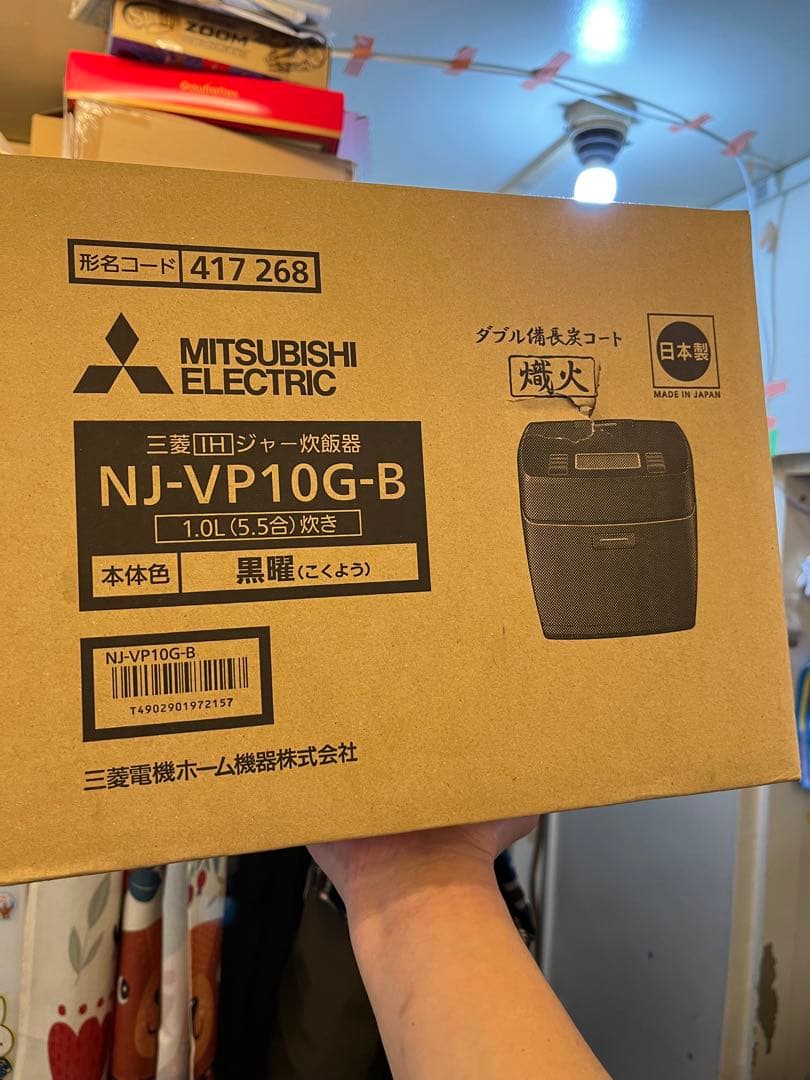 ZOOM
形名コード 417 268
MITSUBISHI
ELECTRIC
ダブル備長炭コート
熾火
日本製
MADE IN JAPAN
三菱IHジャー炊飯器
NJ-VP10G-B
1.0L(5.5合)炊き
本体色 黒曜(こくよう)
NJ-VP10G-B
T4902901972157
三菱電機ホーム機器株式会社